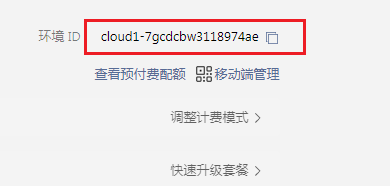 环境 ID cloud1-7gcdcbw3118974ae
查看预付费配额 移动端管理
调整计费模式 >
快速升级套餐 >